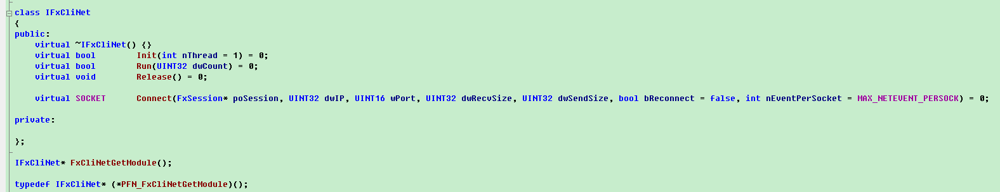 class IFxCliNet
{
public:
    virtual ~IFxCliNet() {}
    virtual bool        Init(int nThread = 1) = 0;
    virtual bool        Run(UINT32 dwCount) = 0;
    virtual void        Release() = 0;
    virtual SOCKET      Connect(FxSession* poSession, UINT32 dwIP, UINT16 wPort, UINT32 dwRecvSize, UINT32 dwSendSize, bool bReconnect = false, int nEventPerSocket = MAX_NETEVENT_PERSOCK) = 0;
private:
};
IFxCliNet* FxCliNetGetModule();
typedef IFxCliNet* (*PFN_FxCliNetGetModule)();